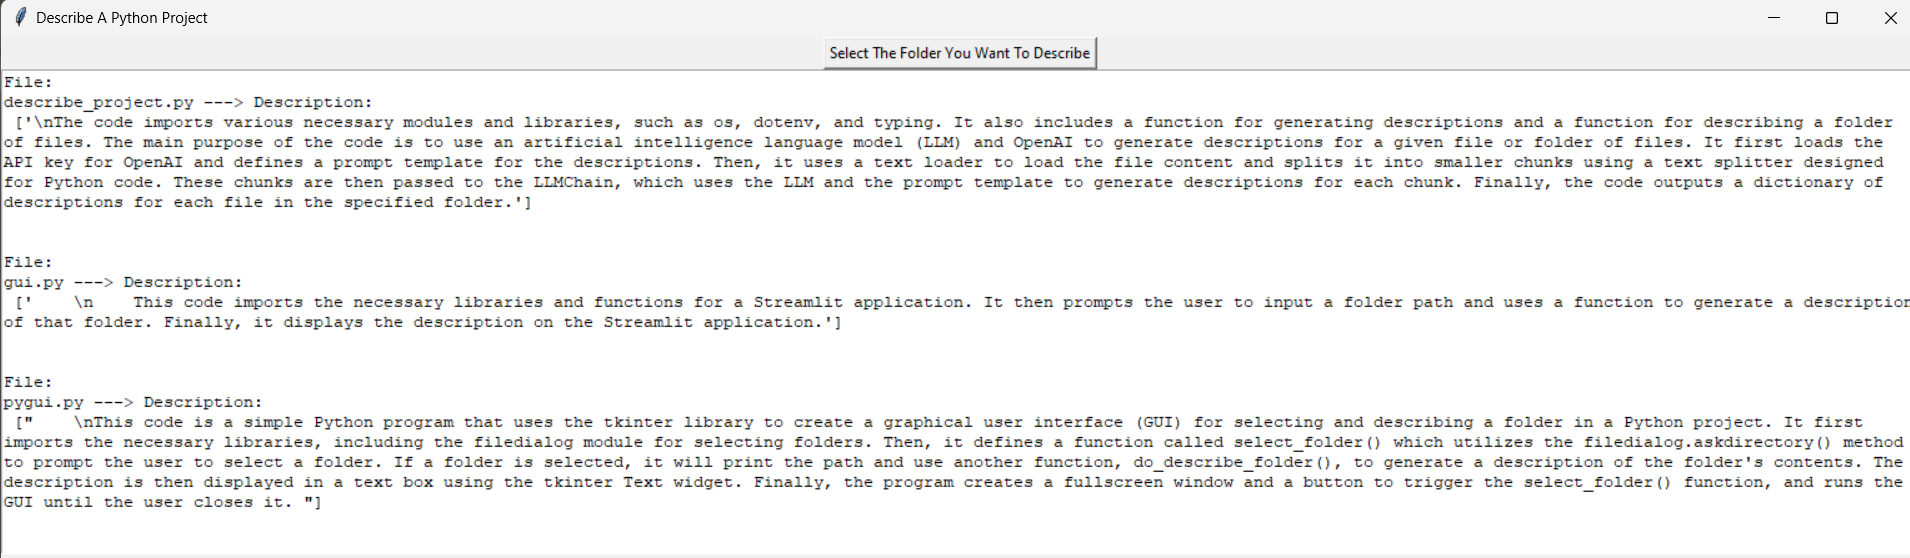 Describe A Python Project
Select The Folder You Want To Describe
File:
describe_project.py ---> Description:
 ['\nThe code imports various necessary modules and libraries, such as os, dotenv, and typing. It also includes a function for generating descriptions and a function for describing a folder
of files. The main purpose of the code is to use an artificial intelligence language model (LLM) and OpenAI to generate descriptions for a given file or folder of files. It first loads the
API key for OpenAI and defines a prompt template for the descriptions. Then, it uses a text loader to load the file content and splits it into smaller chunks using a text splitter designed
for Python code. These chunks are then passed to the LLMChain, which uses the LLM and the prompt template to generate descriptions for each chunk. Finally, the code outputs a dictionary of
descriptions for each file in the specified folder.']
File:
gui.py ---> Description:
 ['    \n    This code imports the necessary libraries and functions for a Streamlit application. It then prompts the user to input a folder path and uses a function to generate a description
of that folder. Finally, it displays the description on the Streamlit application.']
File:
pygui.py ---> Description:
 ["    \nThis code is a simple Python program that uses the tkinter library to create a graphical user interface (GUI) for selecting and describing a folder in a Python project. It first
imports the necessary libraries, including the filedialog module for selecting folders. Then, it defines a function called select_folder() which utilizes the filedialog.askdirectory() method
to prompt the user to select a folder. If a folder is selected, it will print the path and use another function, do_describe_folder(), to generate a description of the folder's contents. The
description is then displayed in a text box using the tkinter Text widget. Finally, the program creates a fullscreen window and a button to trigger the select_folder() function, and runs the
GUI until the user closes it. "]